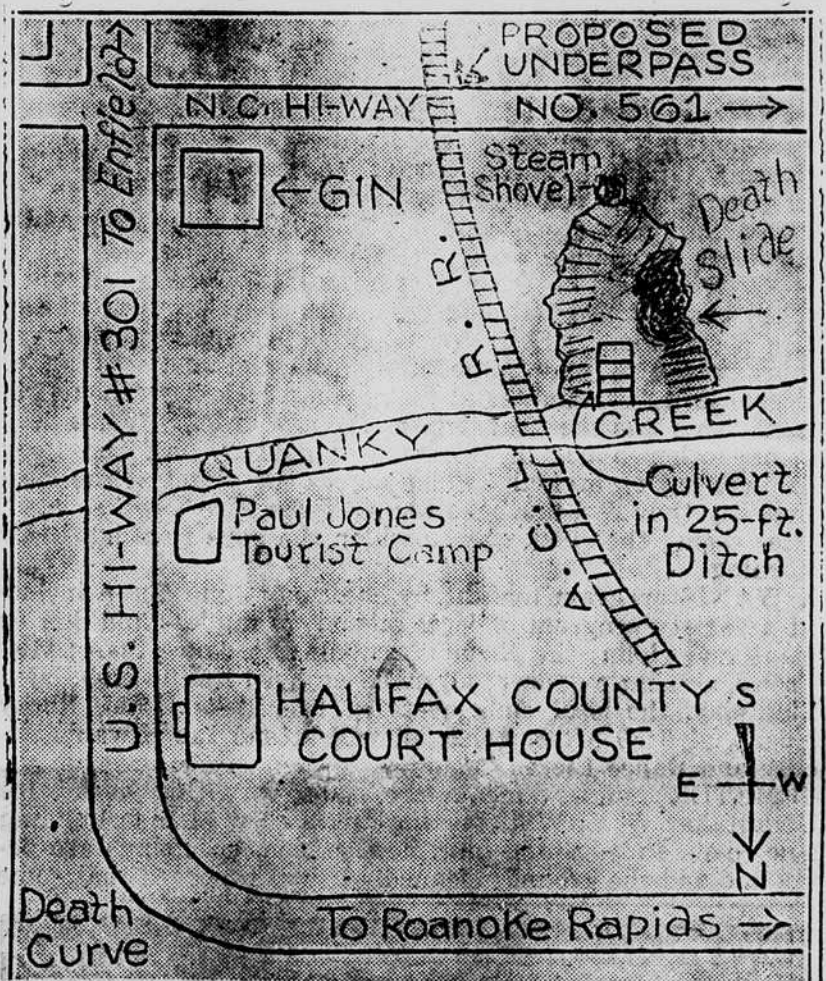 PROPOSED
UNDERPASS
N.C. HI-WAY NO. 561
U.S. HI-WAY #301 To Enfield
GIN
Steam
Shovel
Death
Slide
A. C. L. R. R.
QUANKY CREEK
Culvert
in 25-ft.
Ditch
Paul Jones
Tourist Camp
HALIFAX COUNTY
COURT HOUSE
S
E W
N
Death
Curve
To Roanoke Rapids